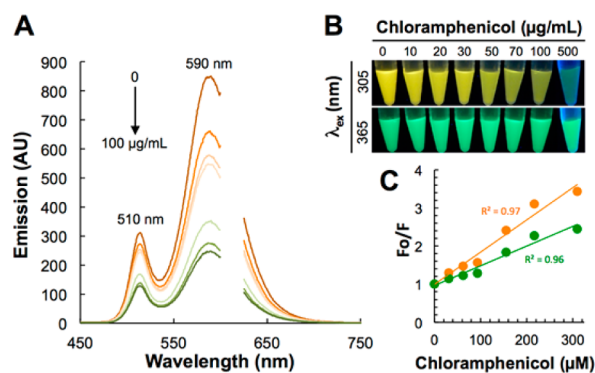 A
Emission (AU)
900
800
700
600
500
400
300
200
100
0
0
100 µg/mL
510 nm
590 nm
450
550
650
750
Wavelength (nm)
B
Chloramphenicol (µg/mL)
0 10 20 30 50 70 100 500
λex (nm)
305
365
C
Fo/F
4
3
2
1
0
R² = 0.97
R² = 0.96
0 100 200 300
Chloramphenicol (µM)